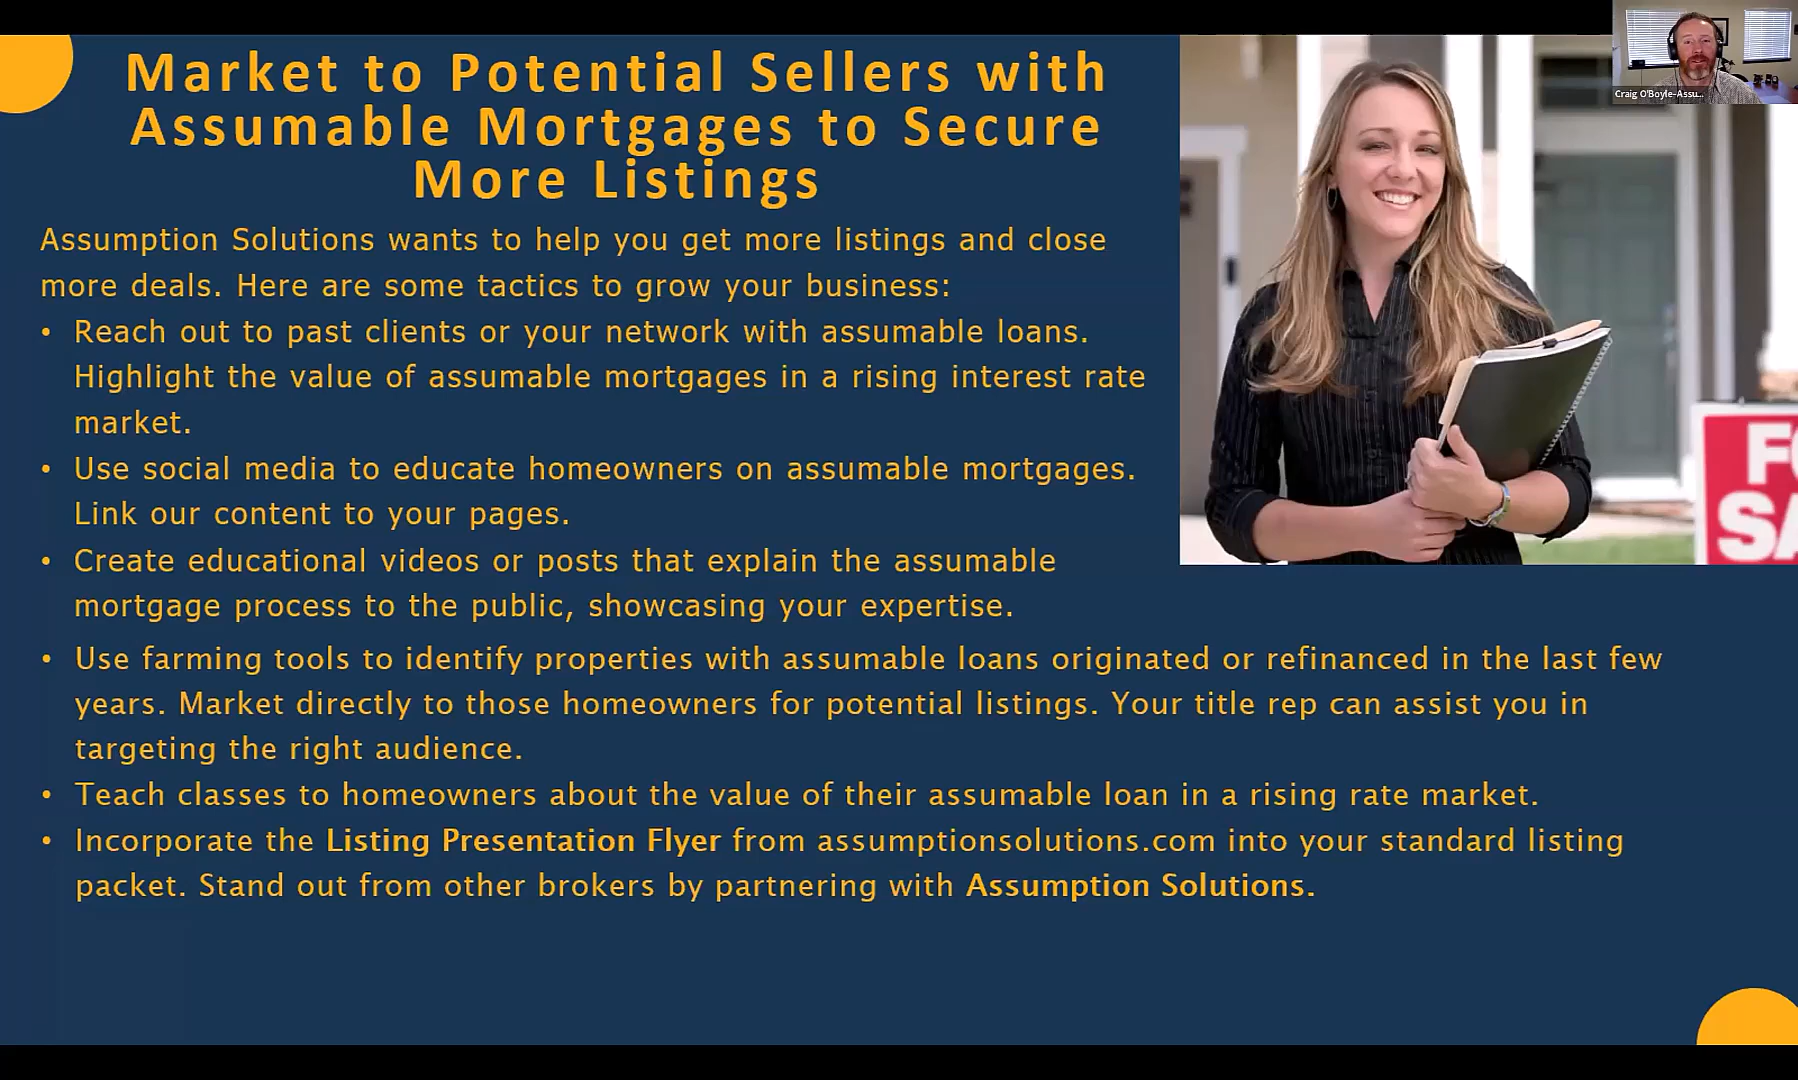 Market to Potential Sellers with
Assumable Mortgages to Secure
More Listings
Assumption Solutions wants to help you get more listings and close
more deals. Here are some tactics to grow your business:
• Reach out to past clients or your network with assumable loans.
Highlight the value of assumable mortgages in a rising interest rate
market.
• Use social media to educate homeowners on assumable mortgages.
Link our content to your pages.
• Create educational videos or posts that explain the assumable
mortgage process to the public, showcasing your expertise.
• Use farming tools to identify properties with assumable loans originated or refinanced in the last few
years. Market directly to those homeowners for potential listings. Your title rep can assist you in
targeting the right audience.
• Teach classes to homeowners about the value of their assumable loan in a rising rate market.
• Incorporate the Listing Presentation Flyer from assumptionsolutions.com into your standard listing
packet. Stand out from other brokers by partnering with Assumption Solutions.
Craig O'Boyle-Assu...
FO
SA